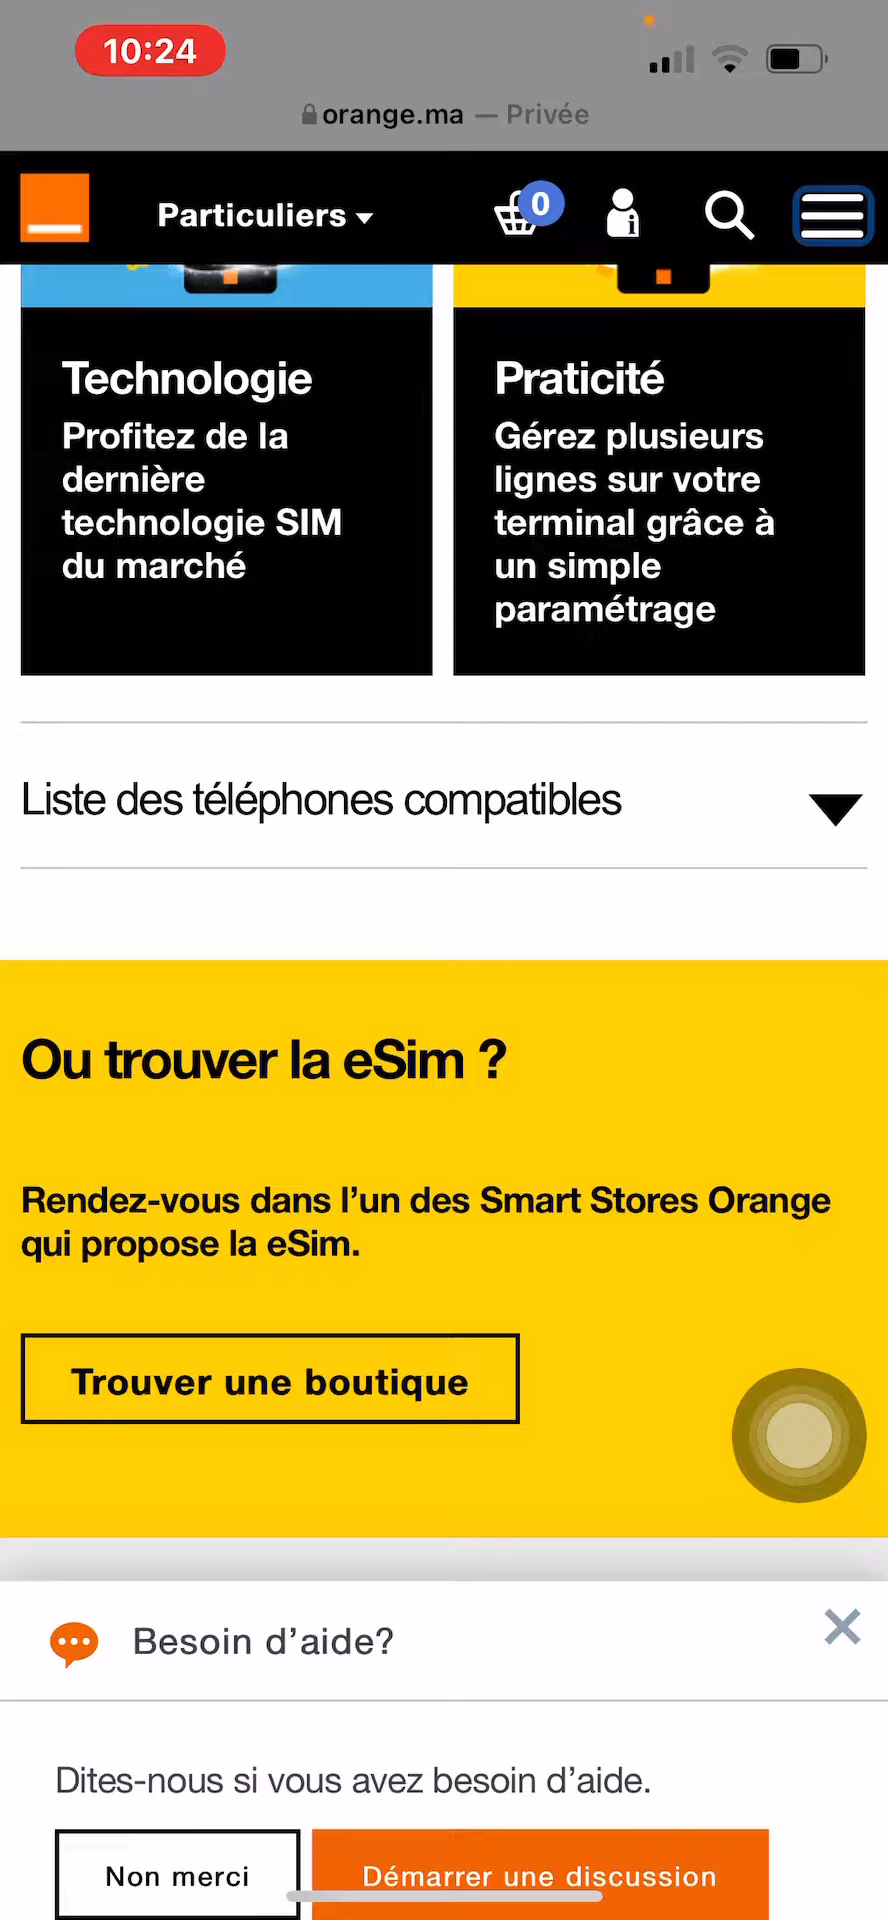 10:24
orange.ma — Privée
Particuliers
0
Technologie
Profitez de la
dernière
technologie SIM
du marché
Praticité
Gérez plusieurs
lignes sur votre
terminal grâce à
un simple
paramétrage
Liste des téléphones compatibles
Ou trouver la eSim ?
Rendez-vous dans l’un des Smart Stores Orange
qui propose la eSim.
Trouver une boutique
Besoin d’aide?
Dites-nous si vous avez besoin d’aide.
Non merci
Démarrer une discussion